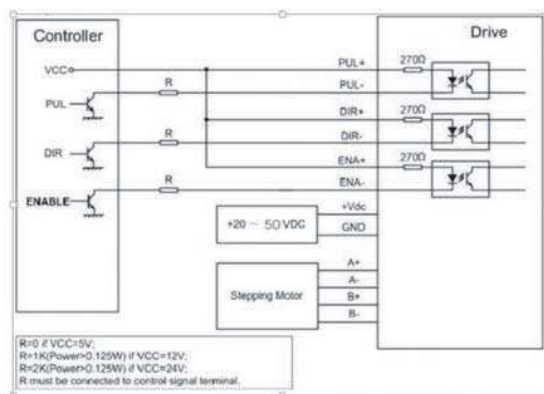 Controller
Drive
VCC
PUL
DIR
ENABLE
R
R
R
PUL+
PUL-
DIR+
DIR-
ENA+
ENA-
270Ω
270Ω
270Ω
+Vdc
GND
+20 ~ 50 VDC
A+
A-
B+
B-
Stepping Motor
R=0 if VCC=5V;
R=1K(Power>0.125W) if VCC=12V;
R=2K(Power>0.125W) if VCC=24V;
R must be connected to control signal terminal.